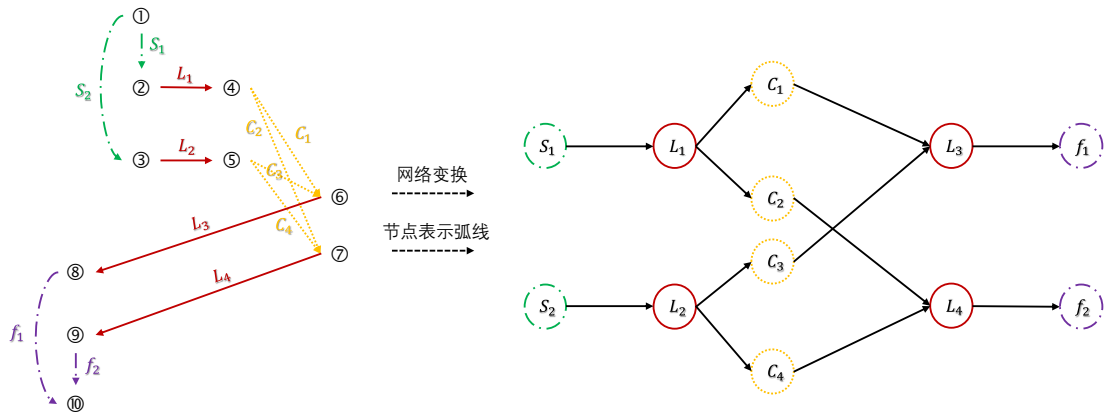 ①
S₁
S₂
②
L₁
④
C₂
C₁
③
L₂
⑤
C₃
C₄
⑥
L₃
⑦
L₄
⑧
f₁
⑨
f₂
⑩
网络变换
节点表示弧线
C₁
S₁
L₁
L₃
f₁
C₂
C₃
S₂
L₂
L₄
f₂
C₄